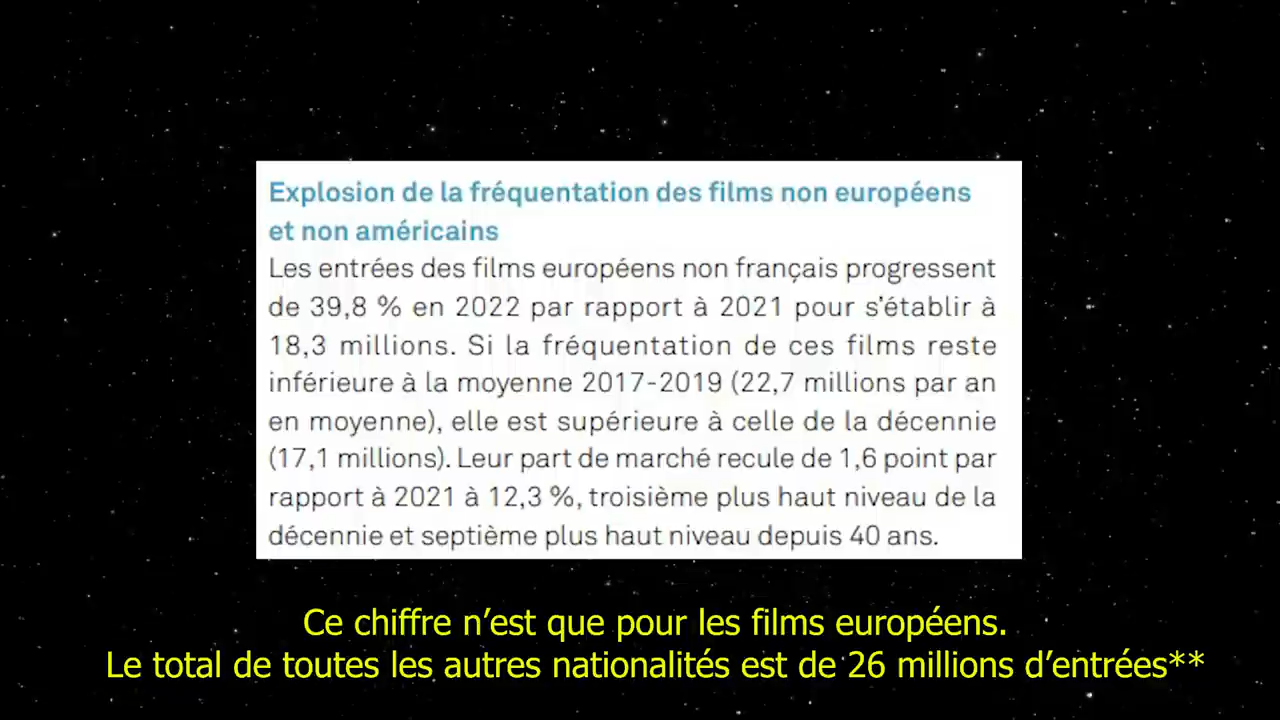 Explosion de la fréquentation des films non européens
et non américains
Les entrées des films européens non français progressent
de 39,8 % en 2022 par rapport à 2021 pour s'établir à
18,3 millions. Si la fréquentation de ces films reste
inférieure à la moyenne 2017-2019 (22,7 millions par an
en moyenne), elle est supérieure à celle de la décennie
(17,1 millions). Leur part de marché recule de 1,6 point par
rapport à 2021 à 12,3 %, troisième plus haut niveau de la
décennie et septième plus haut niveau depuis 40 ans.
Ce chiffre n’est que pour les films européens.
Le total de toutes les autres nationalités est de 26 millions d’entrées**